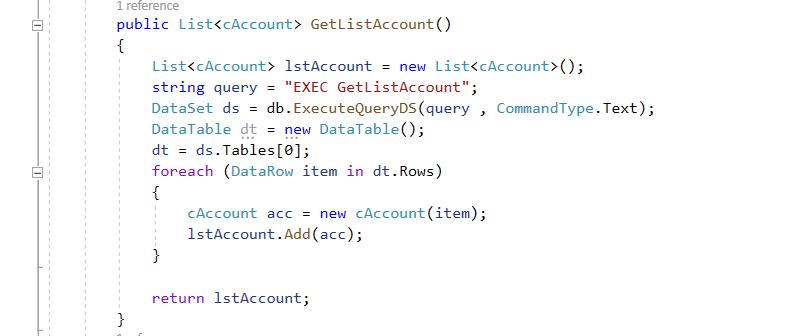 1 reference
public List<cAccount> GetListAccount()
{
List<cAccount> lstAccount = new List<cAccount>();
string query = "EXEC GetListAccount";
DataSet ds = db.ExecuteQueryDS(query , CommandType.Text);
DataTable dt = new DataTable();
dt = ds.Tables[0];
foreach (DataRow item in dt.Rows)
{
cAccount acc = new cAccount(item);
lstAccount.Add(acc);
}
return lstAccount;
}